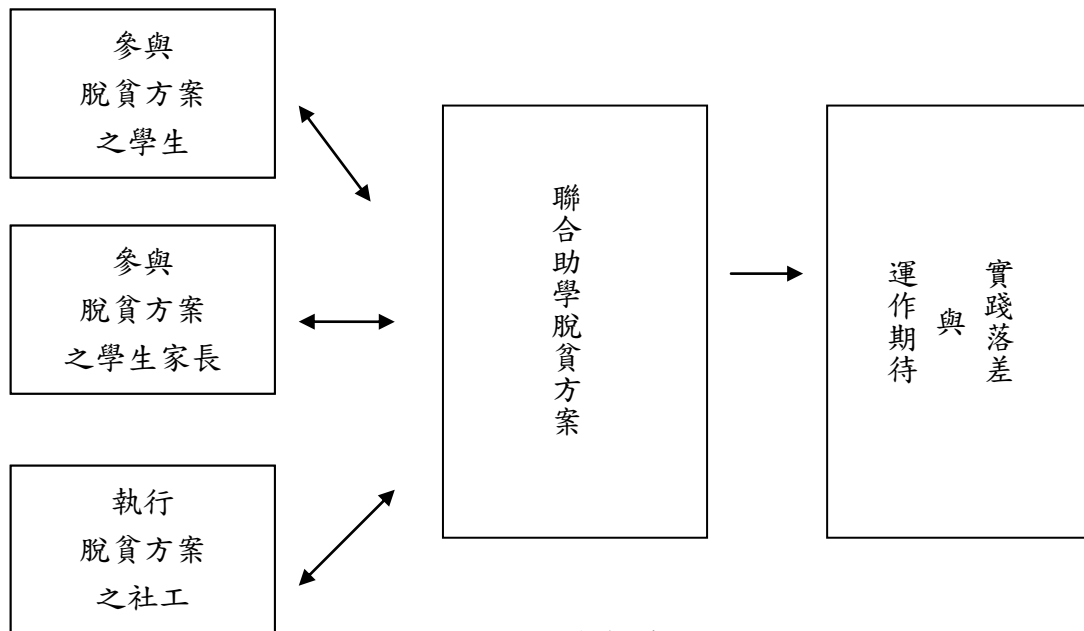 參與
脫貧方案
之學生
參與
脫貧方案
之學生家長
執行
脫貧方案
之社工
聯合助學脫貧方案
實踐落差
與
運作期待